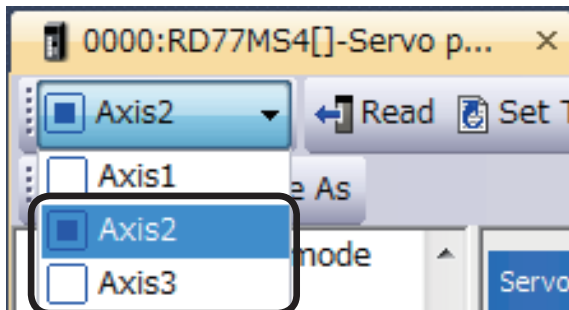 0000:RD77MS4[]-Servo p...
Axis2 Read Set
Axis1 e As
Axis2
mode
Axis3 Servo